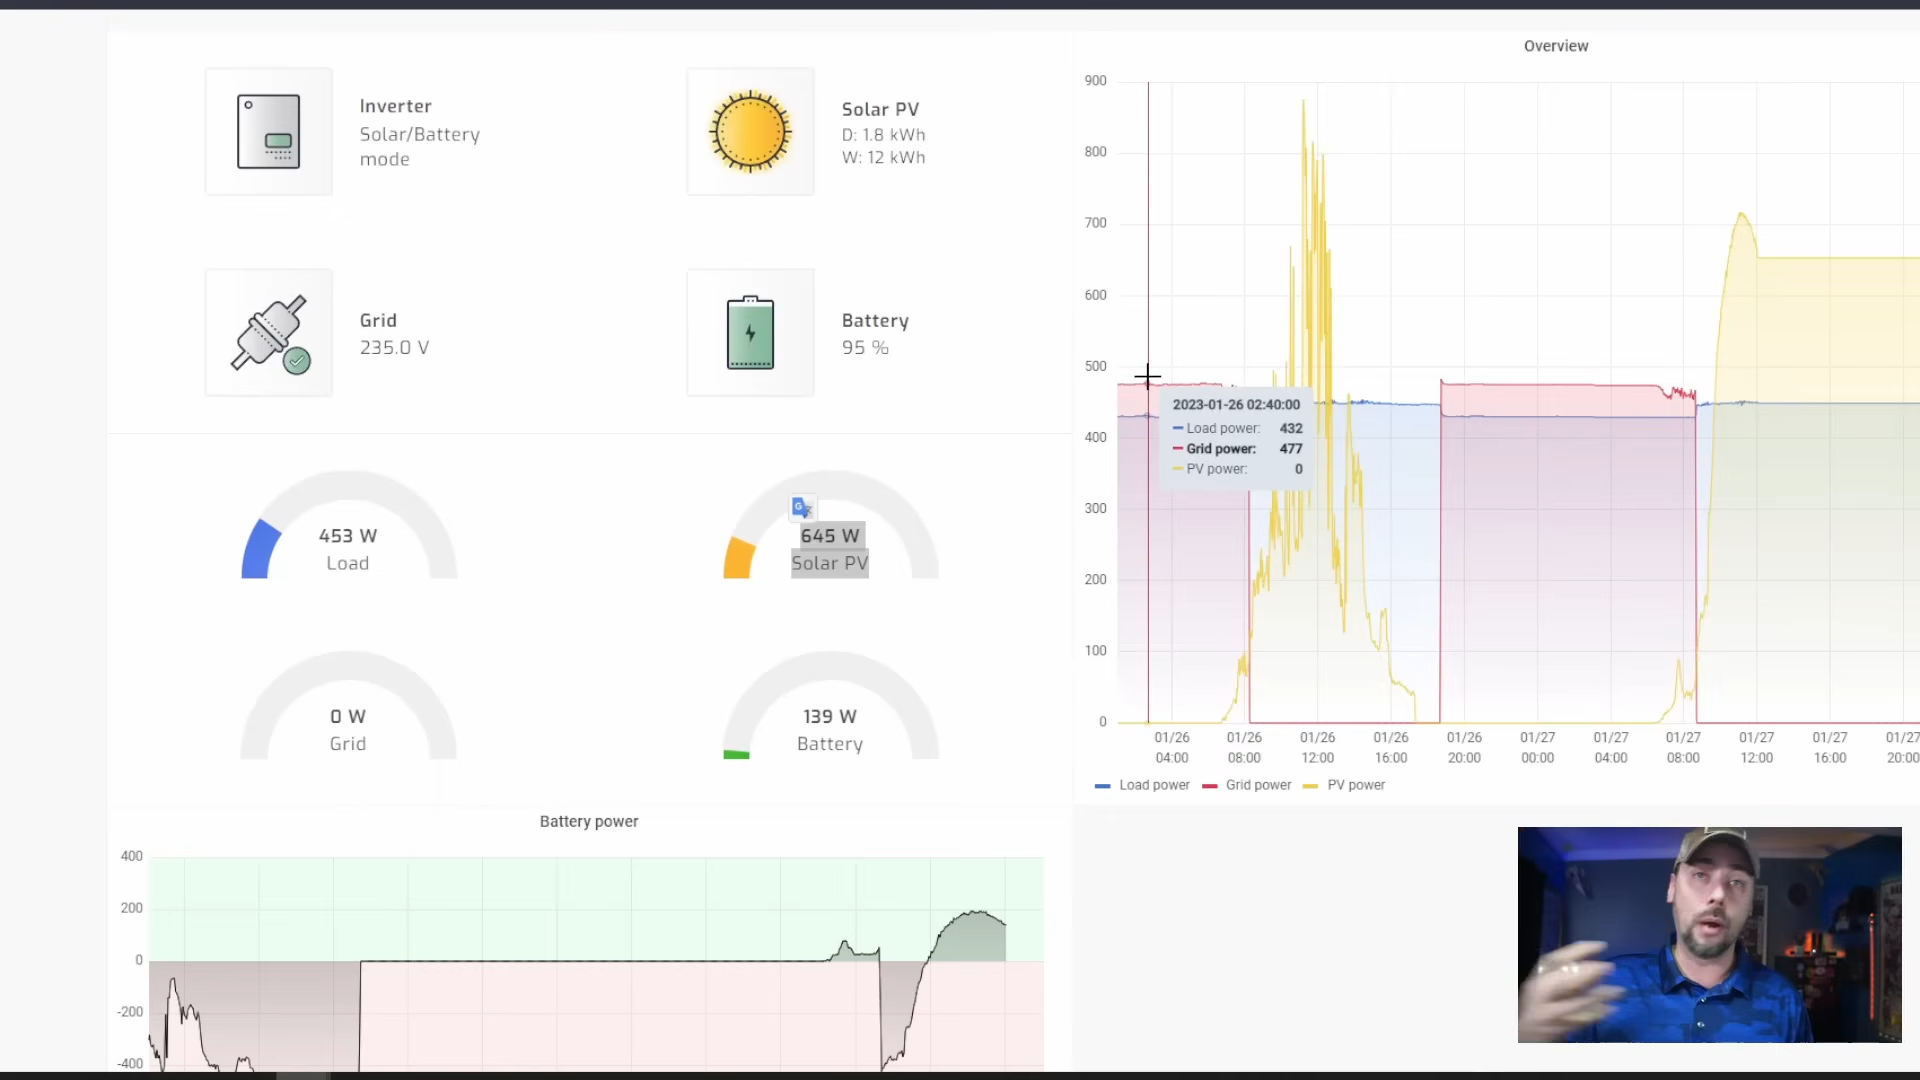 Inverter
Solar/Battery
mode
Solar PV
D: 1.8 kWh
W: 12 kWh
Grid
235.0 V
Battery
95 %
453 W
Load
G
645 W
Solar PV
0 W
Grid
139 W
Battery
Overview
900
800
700
600
500
400
300
200
100
0
2023-01-26 02:40:00
Load power: 432
Grid power: 477
PV power: 0
01/26 01/26 01/26 01/26 01/26 01/27 01/27 01/27 01/27 01/27 01/27
04:00 08:00 12:00 16:00 20:00 00:00 04:00 08:00 12:00 16:00 20:00
Load power Grid power PV power
Battery power
400
200
0
-200
-400